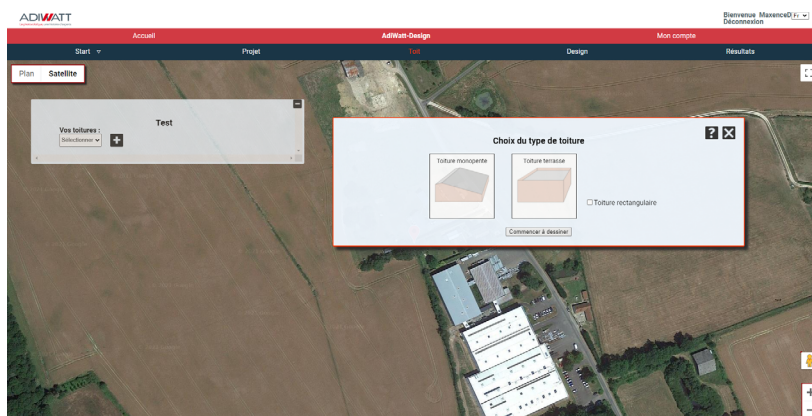 ADIWATT
Bienvenue MaxenceD Fr
Déconnexion
Accueil
AdiWatt-Design
Mon compte
Start
Projet
Toit
Design
Résultats
Plan
Satellite
Test
Vos toitures :
Sélectionner
Choix du type de toiture
Toiture monopente
Toiture terrasse
Toiture rectangulaire
Commencer à dessiner